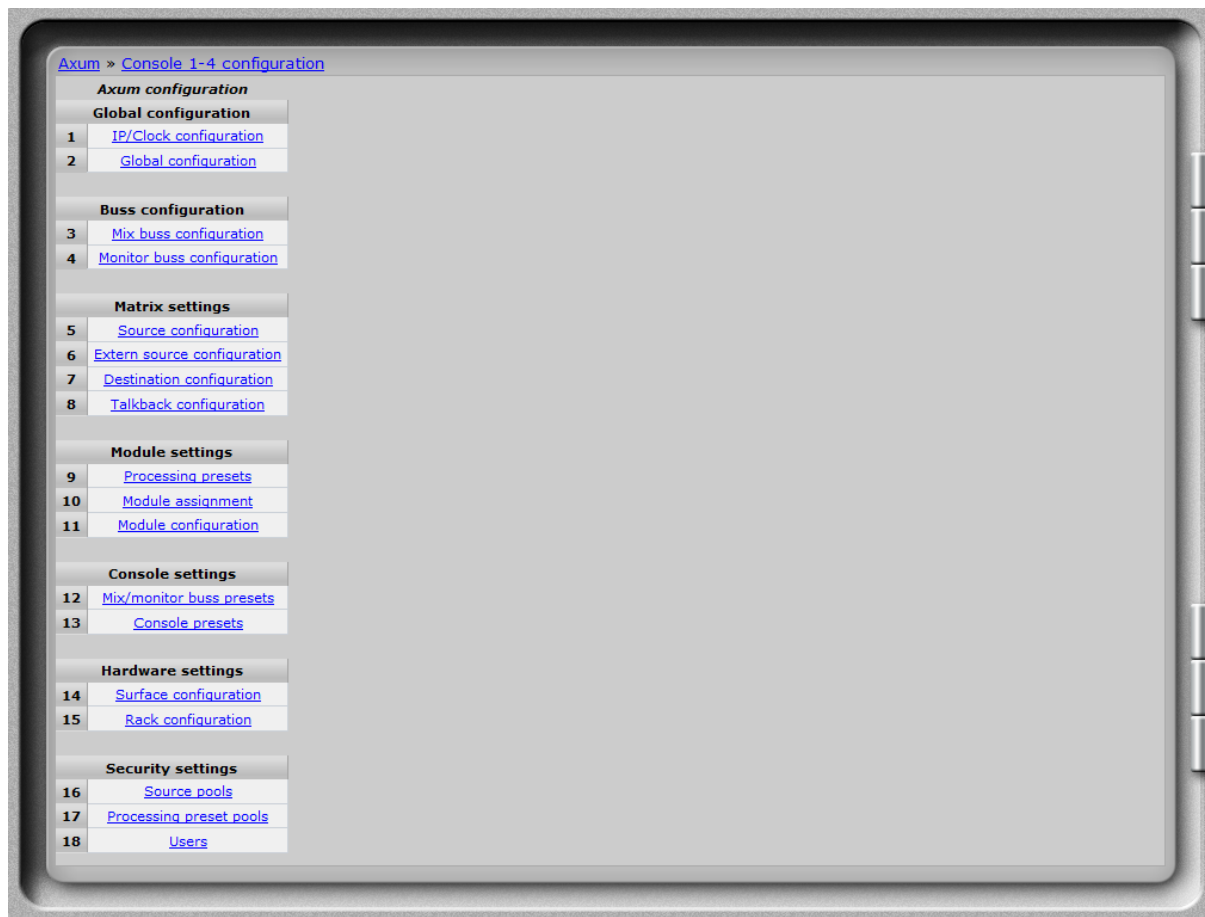 Axum » Console 1-4 configuration
Axum configuration
Global configuration
1 IP/Clock configuration
2 Global configuration
Buss configuration
3 Mix buss configuration
4 Monitor buss configuration
Matrix settings
5 Source configuration
6 Extern source configuration
7 Destination configuration
8 Talkback configuration
Module settings
9 Processing presets
10 Module assignment
11 Module configuration
Console settings
12 Mix/monitor buss presets
13 Console presets
Hardware settings
14 Surface configuration
15 Rack configuration
Security settings
16 Source pools
17 Processing preset pools
18 Users